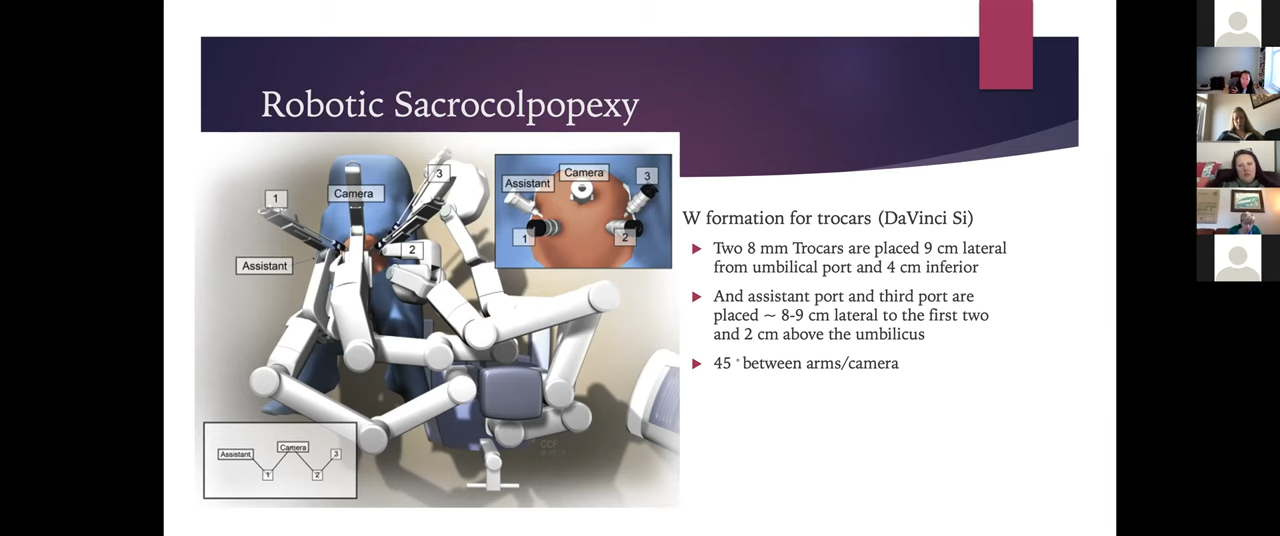 Robotic Sacrocolpopexy
1
Camera
3
Assistant
2
Assistant
Camera
3
1
2
Assistant
Camera
3
1
2
CCF
W formation for trocars (DaVinci Si)
Two 8 mm Trocars are placed 9 cm lateral
from umbilical port and 4 cm inferior
And assistant port and third port are
placed ~ 8-9 cm lateral to the first two
and 2 cm above the umbilicus
45 ° between arms/camera